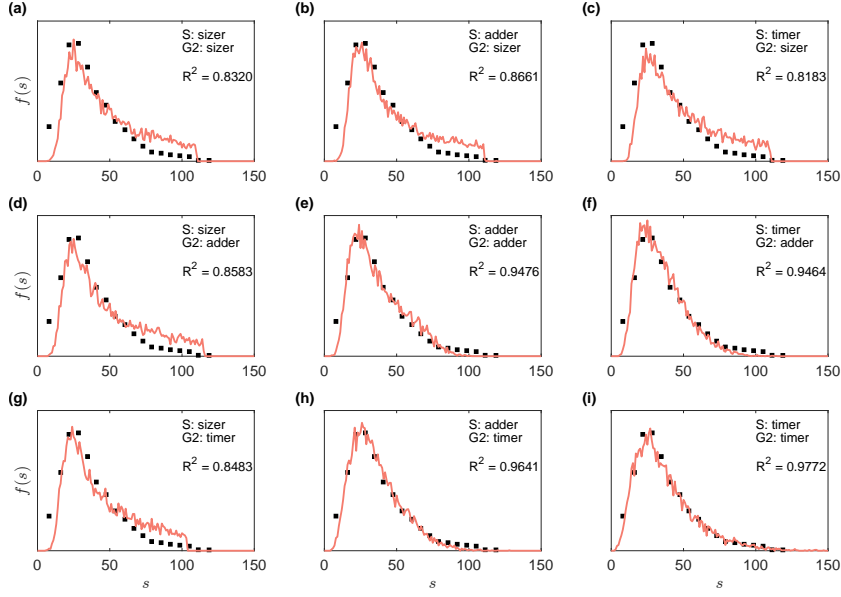 (a) (b) (c)
S: sizer S: adder S: timer
G2: sizer G2: sizer G2: sizer
R² = 0.8320 R² = 0.8661 R² = 0.8183
f(s)
0 50 100 150 0 50 100 150 0 50 100 150
(d) (e) (f)
S: sizer S: adder S: timer
G2: adder G2: adder G2: adder
R² = 0.8583 R² = 0.9476 R² = 0.9464
f(s)
0 50 100 150 0 50 100 150 0 50 100 150
(g) (h) (i)
S: sizer S: adder S: timer
G2: timer G2: timer G2: timer
R² = 0.8483 R² = 0.9641 R² = 0.9772
f(s)
0 50 100 150 0 50 100 150 0 50 100 150
s s s